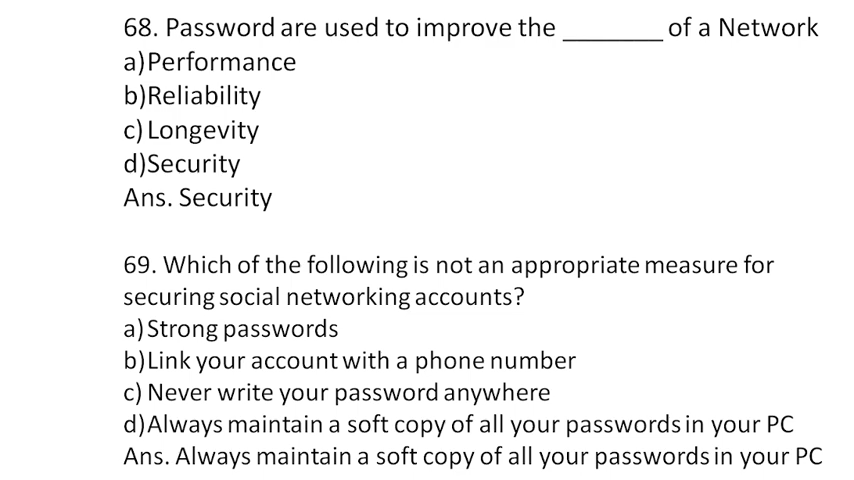 68. Password are used to improve the ________ of a Network
a)Performance
b)Reliability
c) Longevity
d)Security
Ans. Security
69. Which of the following is not an appropriate measure for
securing social networking accounts?
a) Strong passwords
b)Link your account with a phone number
c) Never write your password anywhere
d)Always maintain a soft copy of all your passwords in your PC
Ans. Always maintain a soft copy of all your passwords in your PC